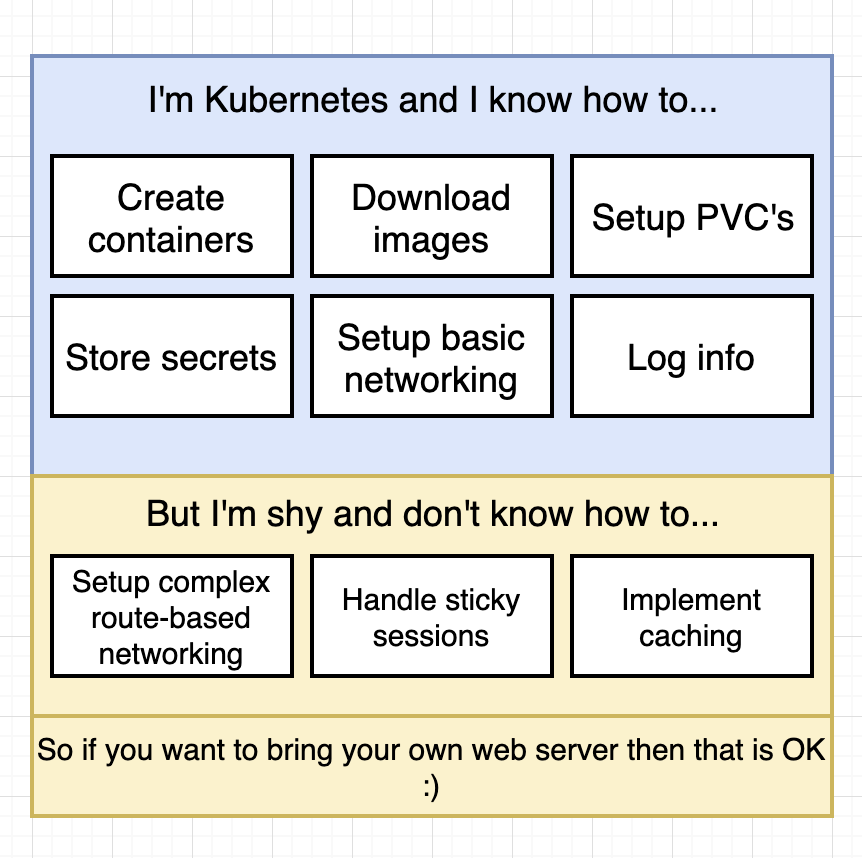 I'm Kubernetes and I know how to...
Create
containers
Download
images
Setup PVC's
Store secrets
Setup basic
networking
Log info
But I'm shy and don't know how to...
Setup complex
route-based
networking
Handle sticky
sessions
Implement
caching
So if you want to bring your own web server then that is OK
:)